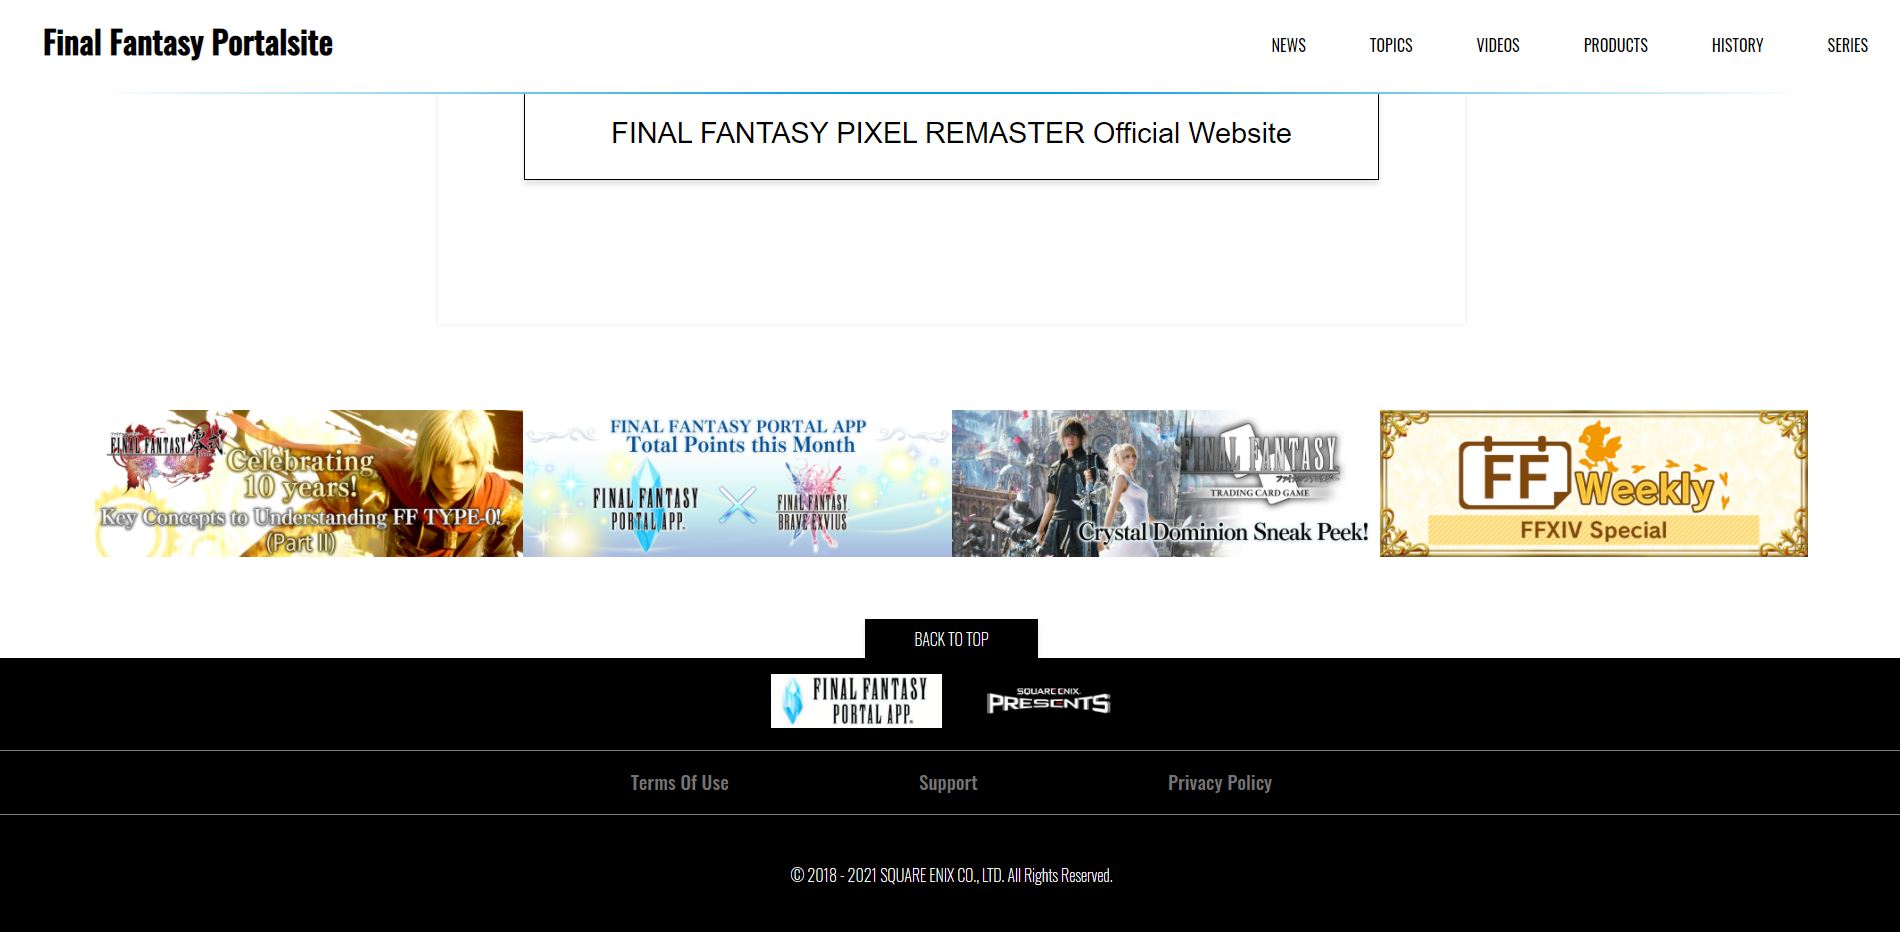 Final Fantasy Portalsite
NEWS
TOPICS
VIDEOS
PRODUCTS
HISTORY
SERIES
FINAL FANTASY PIXEL REMASTER Official Website
FINAL FANTASY 零式
Celebrating
10 years!
Key Concepts to Understanding FF TYPE-0!
(Part II)
FINAL FANTASY PORTAL APP
Total Points this Month
FINAL FANTASY
PORTAL APP.
FINAL FANTASY
BRAVE EXVIUS
FINAL FANTASY
TRADING CARD GAME
Crystal Dominion Sneak Peek!
FF
Weekly
FFXIV Special
BACK TO TOP
FINAL FANTASY
PORTAL APP.
SQUARE ENIX.
PRESENTS
Terms Of Use
Support
Privacy Policy
© 2018 - 2021 SQUARE ENIX CO., LTD. All Rights Reserved.